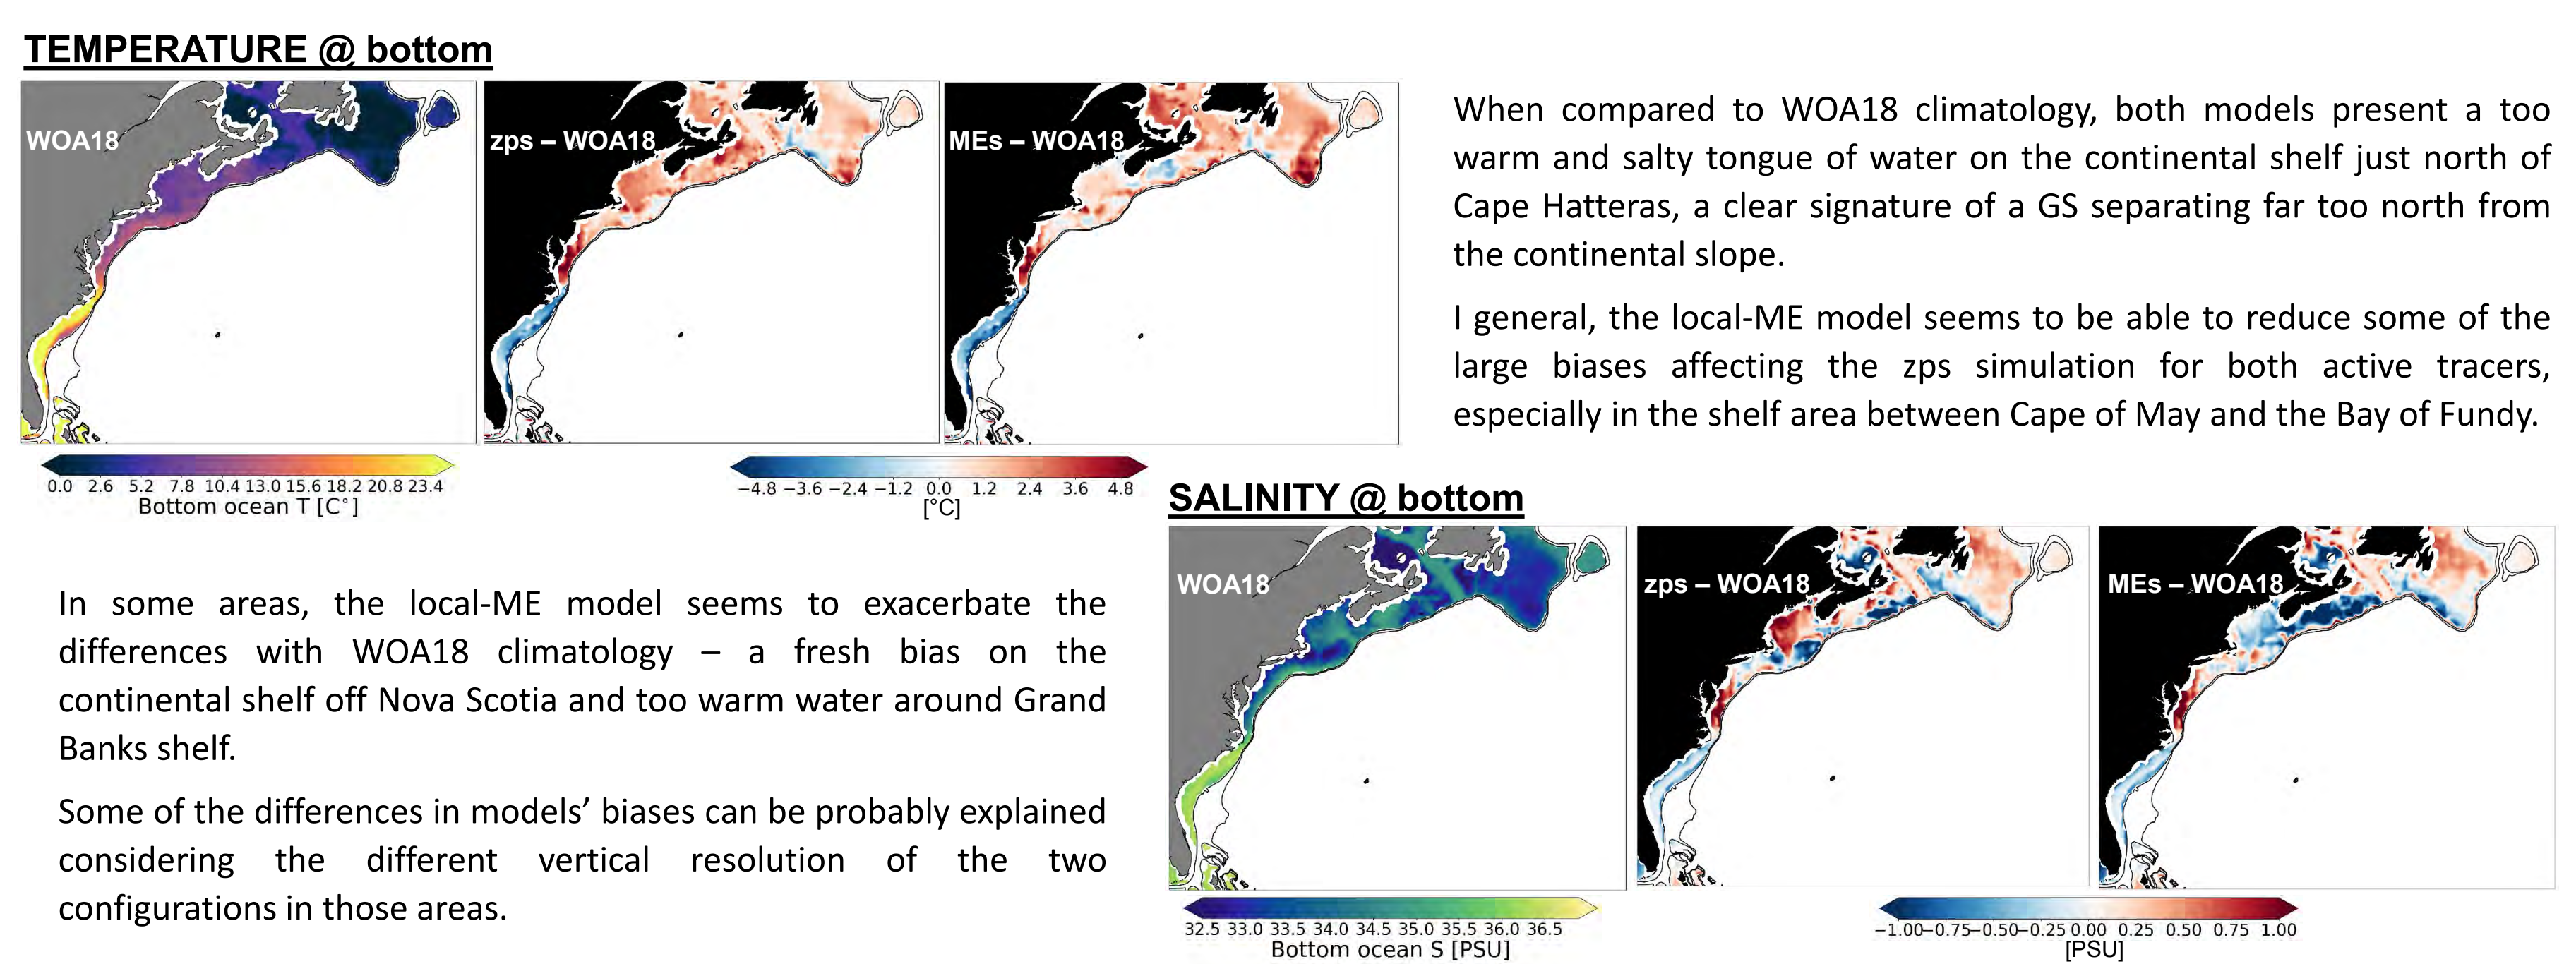 TEMPERATURE @ bottom
WOA18
zps – WOA18
MEs – WOA18
0.0 2.6 5.2 7.8 10.4 13.0 15.6 18.2 20.8 23.4
Bottom ocean T [C°]
−4.8 −3.6 −2.4 −1.2 0.0 1.2 2.4 3.6 4.8
[°C]
When compared to WOA18 climatology, both models present a too
warm and salty tongue of water on the continental shelf just north of
Cape Hatteras, a clear signature of a GS separating far too north from
the continental slope.
I general, the local-ME model seems to be able to reduce some of the
large biases affecting the zps simulation for both active tracers,
especially in the shelf area between Cape of May and the Bay of Fundy.
In some areas, the local-ME model seems to exacerbate the
differences with WOA18 climatology – a fresh bias on the
continental shelf off Nova Scotia and too warm water around Grand
Banks shelf.
Some of the differences in models’ biases can be probably explained
considering the different vertical resolution of the two
configurations in those areas.
SALINITY @ bottom
WOA18
zps – WOA18
MEs – WOA18
32.5 33.0 33.5 34.0 34.5 35.0 35.5 36.0 36.5
Bottom ocean S [PSU]
−1.00 −0.75 −0.50 −0.25 0.00 0.25 0.50 0.75 1.00
[PSU]